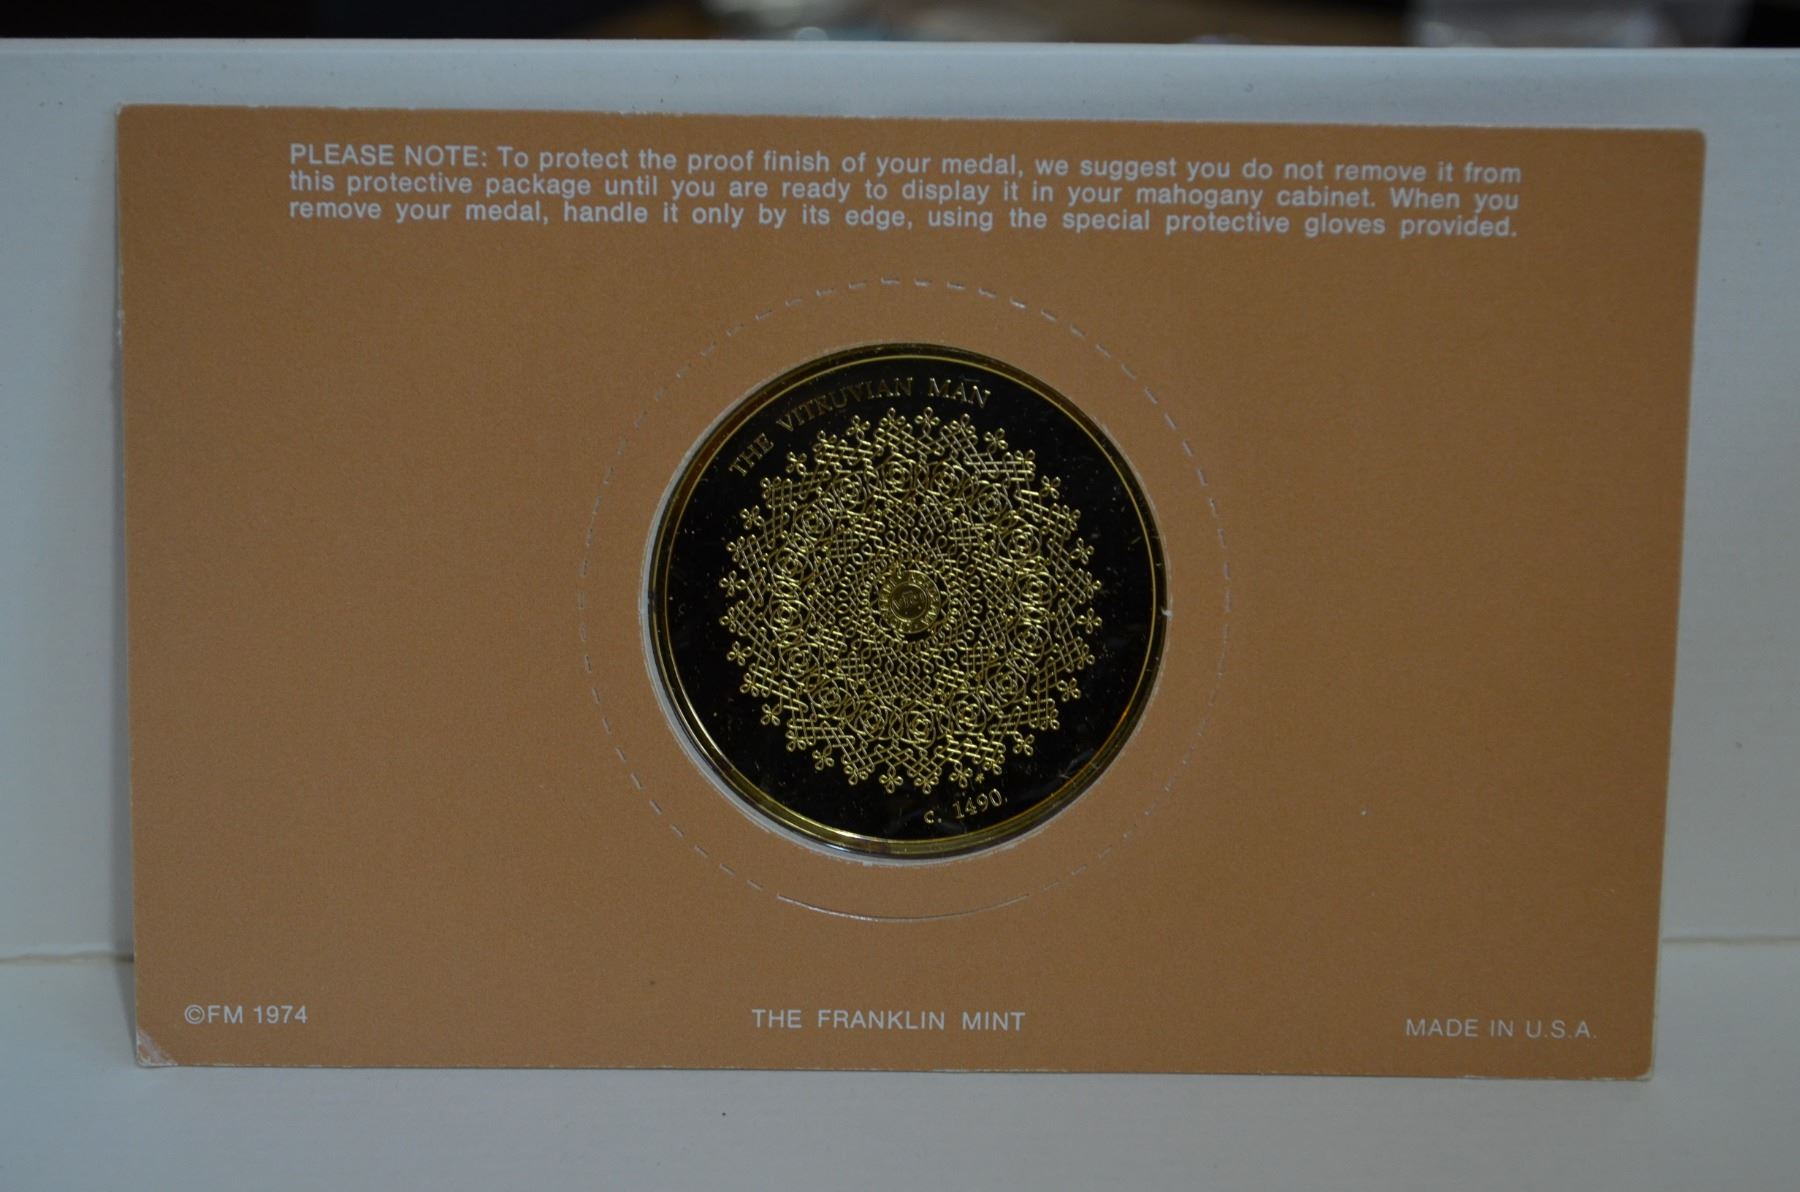 PLEASE NOTE: To protect the proof finish of your medal, we suggest you do not remove it from
this protective package until you are ready to display it in your mahogany cabinet. When you
remove your medal, handle it only by its edge, using the special protective gloves provided.
THE VITRUVIAN MAN
c. 1490
©FM 1974
THE FRANKLIN MINT
MADE IN U.S.A.